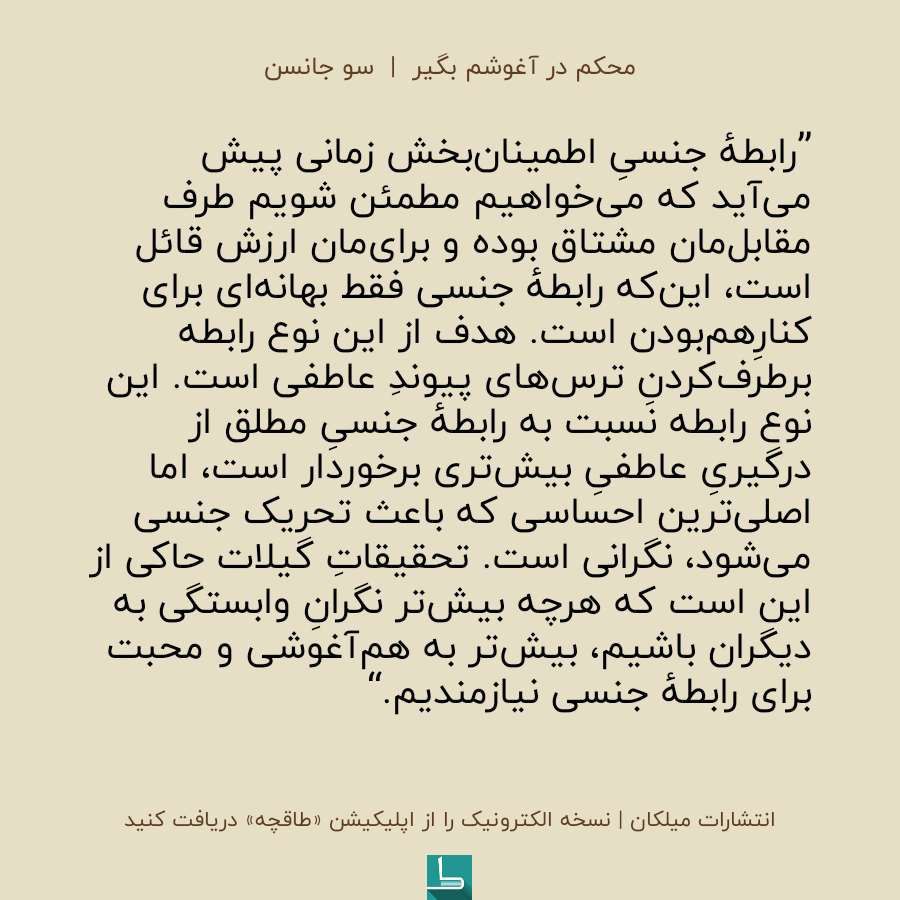 محکم در آغوشم بگیر | سو جانسن
”رابطهٔ جنسیِ اطمینان‌بخش زمانی پیش
می‌آید که می‌خواهیم مطمئن شویم طرف
مقابل‌مان مشتاق بوده و برای‌مان ارزش قائل
است، این‌که رابطهٔ جنسی فقط بهانه‌ای برای
کنارِهم‌بودن است. هدف از این نوع رابطه
برطرف‌کردنِ ترس‌های پیوندِ عاطفی است. این
نوع رابطه نسبت به رابطهٔ جنسیِ مطلق از
درگیریِ عاطفیِ بیش‌تری برخوردار است، اما
اصلی‌ترین احساسی که باعث تحریک جنسی
می‌شود، نگرانی است. تحقیقاتِ گیلات حاکی از
این است که هرچه بیش‌تر نگرانِ وابستگی به
دیگران باشیم، بیش‌تر به هم‌آغوشی و محبت
برای رابطهٔ جنسی نیازمندیم.“
انتشارات میلکان | نسخه الکترونیک را از اپلیکیشن «طاقچه» دریافت کنید